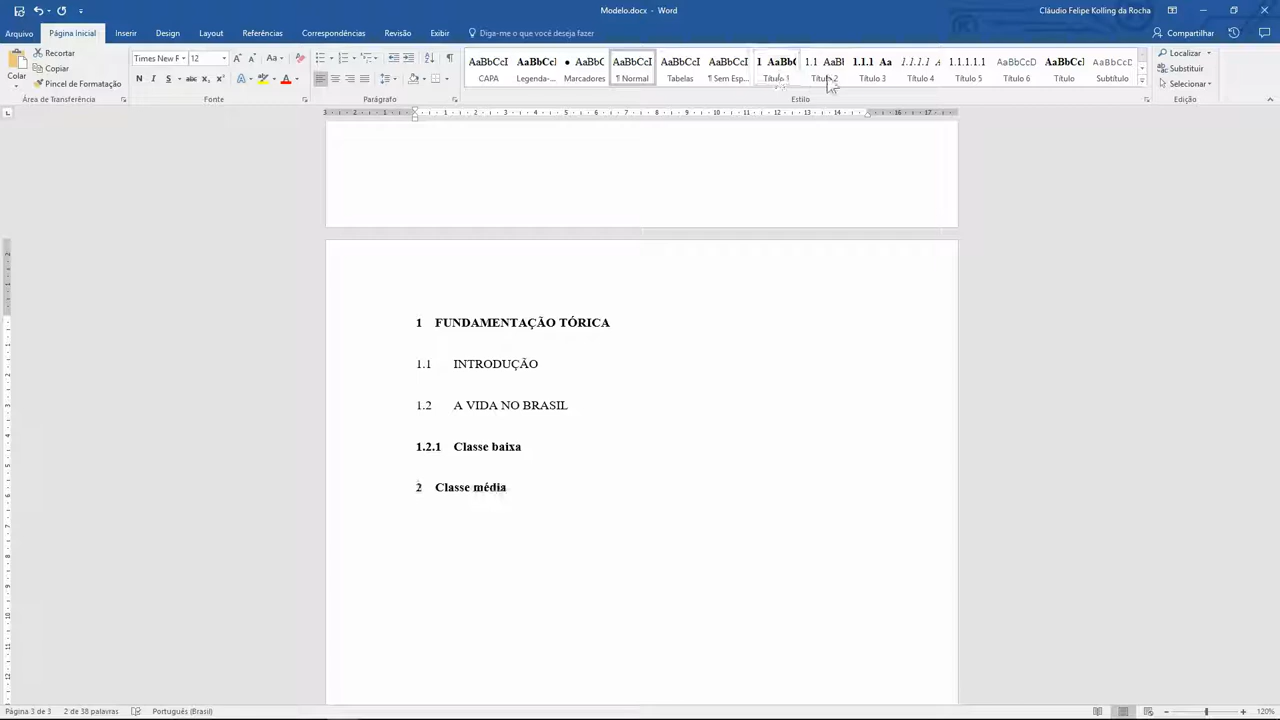 Modelo.docx - Word
Cláudio Felipe Kolling da Rocha
Arquivo Página Inicial Inserir Design Layout Referências Correspondências Revisão Exibir Diga-me o que você deseja fazer Compartilhar
Colar
Recortar
Copiar
Pincel de Formatação
Área de Transferência
Times New R 12
N I S abc x₂ x²
Fonte
Parágrafo
AaBbCcI AaBbCcI AaBbC AaBbCcI AaBbCcI AaBbCcI 1 AaBbC 1.1 AaBb 1.1.1 Aa 1.1.1.1 A 1.1.1.1.1 AaBbCcD AaBbCcI AaBbCcD
CAPA Legenda-... Marcadores ¶ Normal Tabelas ¶ Sem Esp... Título 1 Título 2 Título 3 Título 4 Título 5 Título 6 Título Subtítulo
Estilo
Localizar
Substituir
Selecionar
Edição
1 FUNDAMENTAÇÃO TÓRICA
1.1 INTRODUÇÃO
1.2 A VIDA NO BRASIL
1.2.1 Classe baixa
2 Classe média
Página 3 de 3 2 de 38 palavras Português (Brasil) 120%